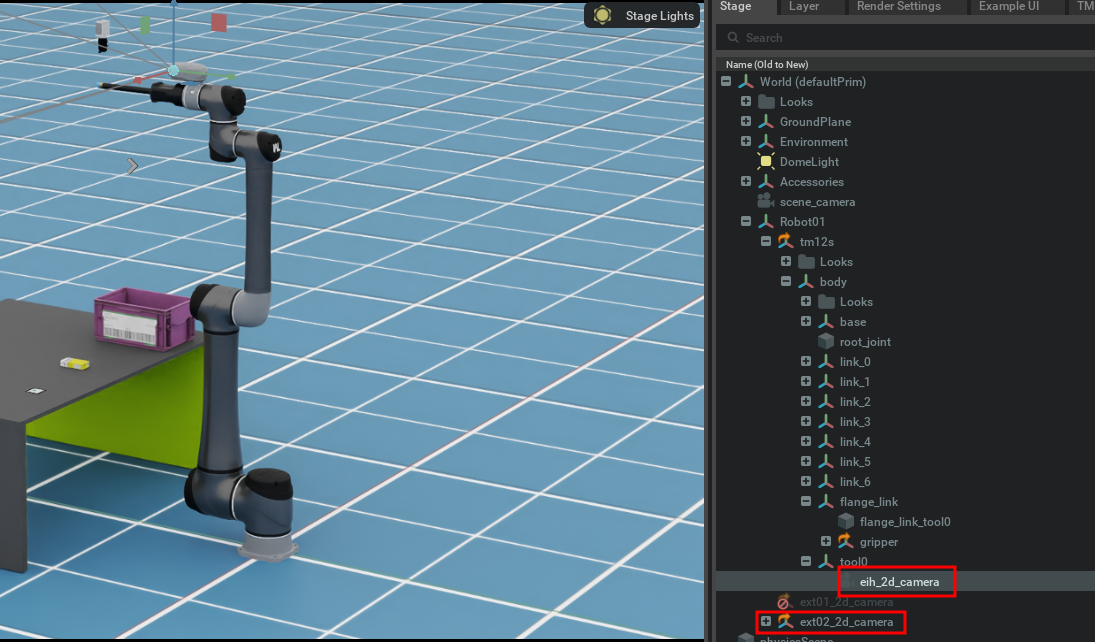 Stage Lights
Stage Layer Render Settings Example UI TM
Search
Name (Old to New)
World (defaultPrim)
Looks
GroundPlane
Environment
DomeLight
Accessories
scene_camera
Robot01
tm12s
Looks
body
Looks
base
root_joint
link_0
link_1
link_2
link_3
link_4
link_5
link_6
flange_link
flange_link_tool0
gripper
tool0
eih_2d_camera
ext01_2d_camera
ext02_2d_camera
physicsScene